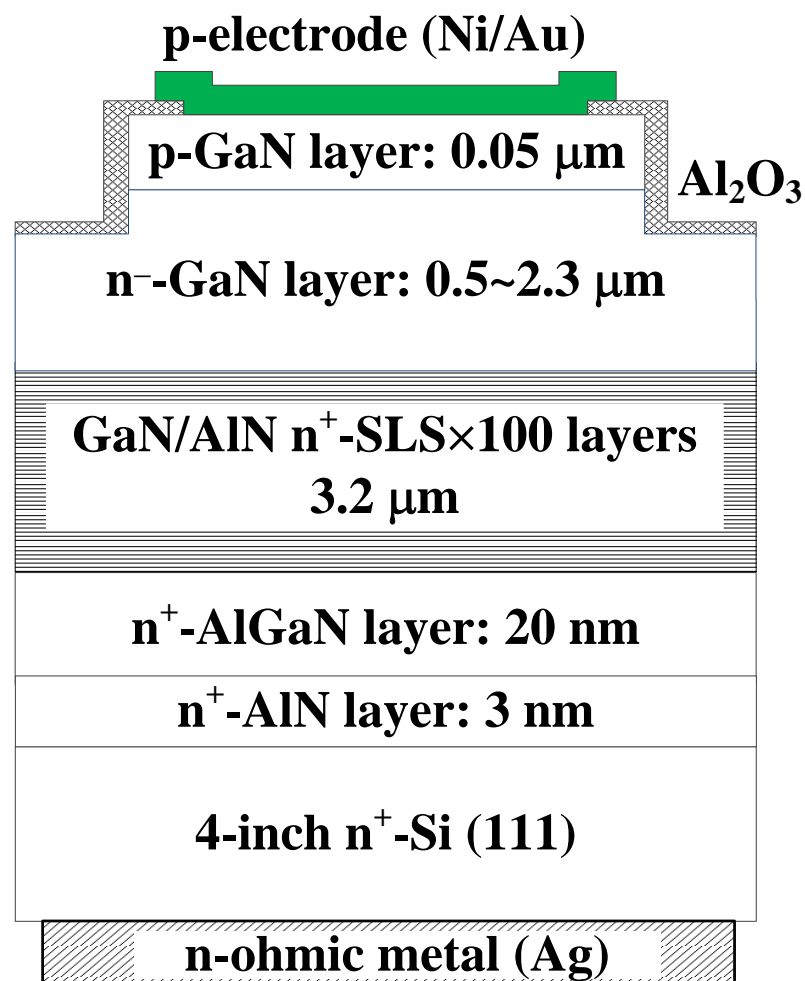 p-electrode (Ni/Au)
p-GaN layer: 0.05 μm
Al₂O₃
n⁻-GaN layer: 0.5~2.3 μm
GaN/AlN n⁺-SLS×100 layers
3.2 μm
n⁺-AlGaN layer: 20 nm
n⁺-AlN layer: 3 nm
4-inch n⁺-Si (111)
n-ohmic metal (Ag)